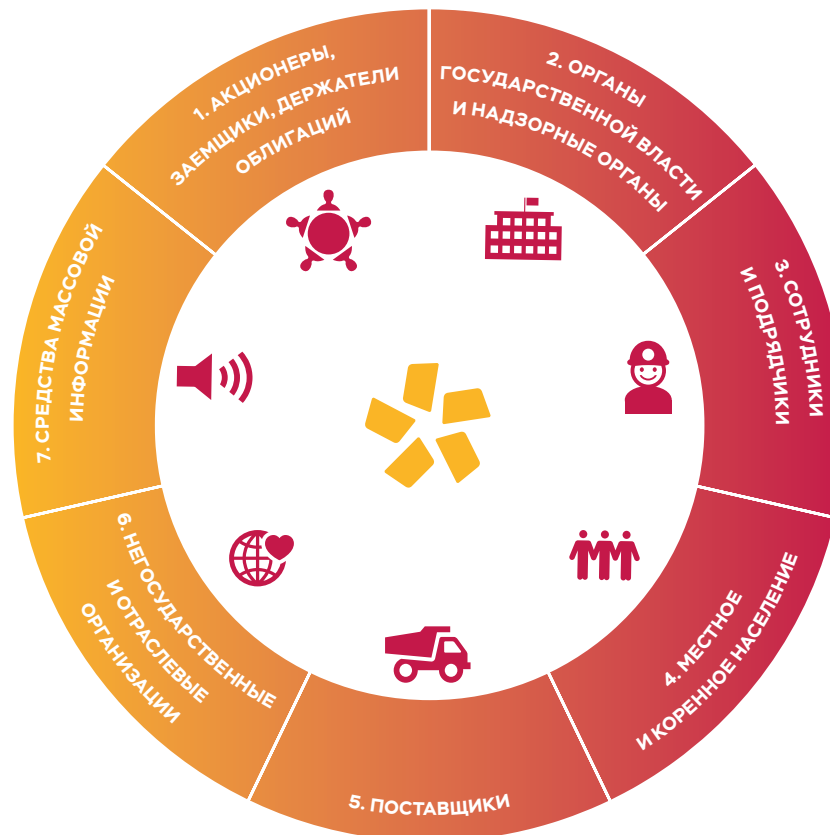 1. АКЦИОНЕРЫ,
ЗАЕМЩИКИ, ДЕРЖАТЕЛИ
ОБЛИГАЦИЙ
2. ОРГАНЫ
ГОСУДАРСТВЕННОЙ ВЛАСТИ
И НАДЗОРНЫЕ ОРГАНЫ
3. СОТРУДНИКИ
И ПОДРЯДЧИКИ
4. МЕСТНОЕ
И КОРЕННОЕ НАСЕЛЕНИЕ
5. ПОСТАВЩИКИ
6. НЕГОСУДАРСТВЕННЫЕ
И ОТРАСЛЕВЫЕ
ОРГАНИЗАЦИИ
7. СРЕДСТВА МАССОВОЙ
ИНФОРМАЦИИ